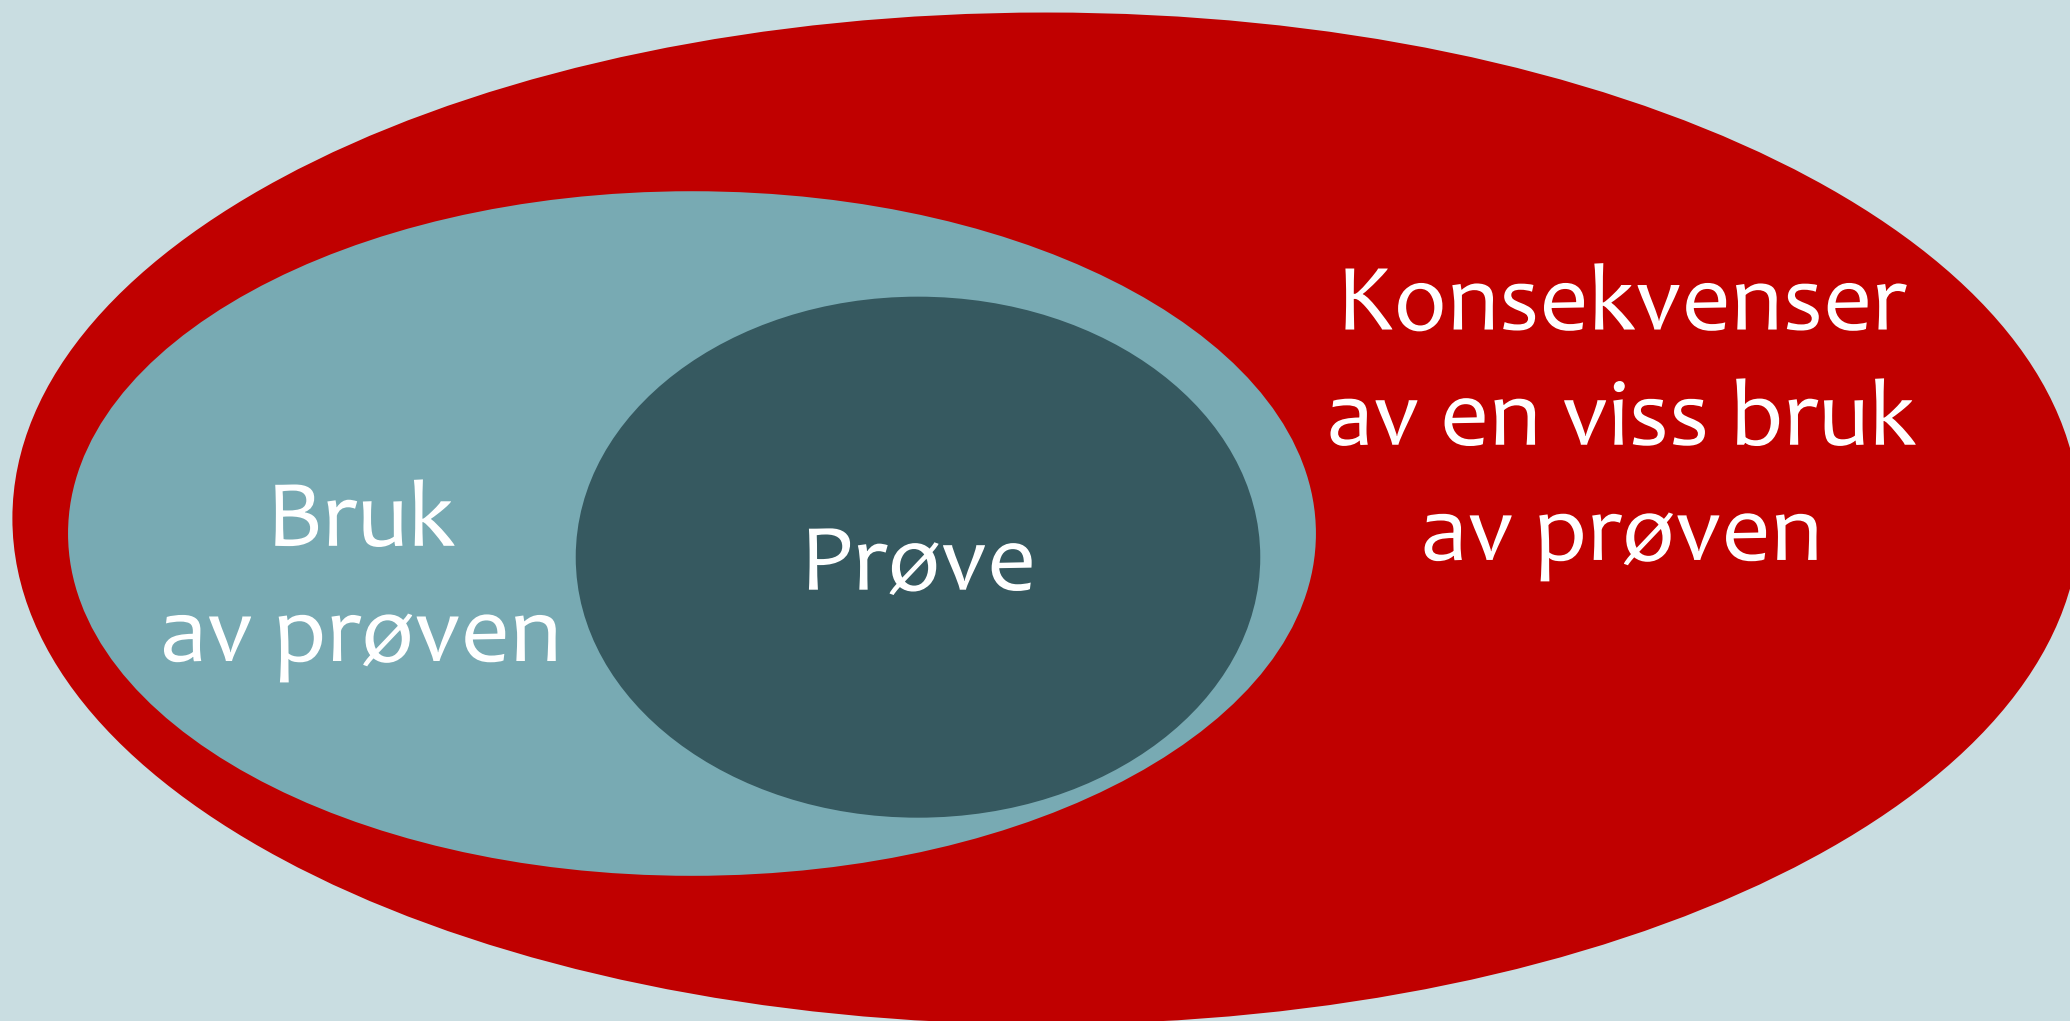 Bruk
av prøven
Prøve
Konsekvenser
av en viss bruk
av prøven